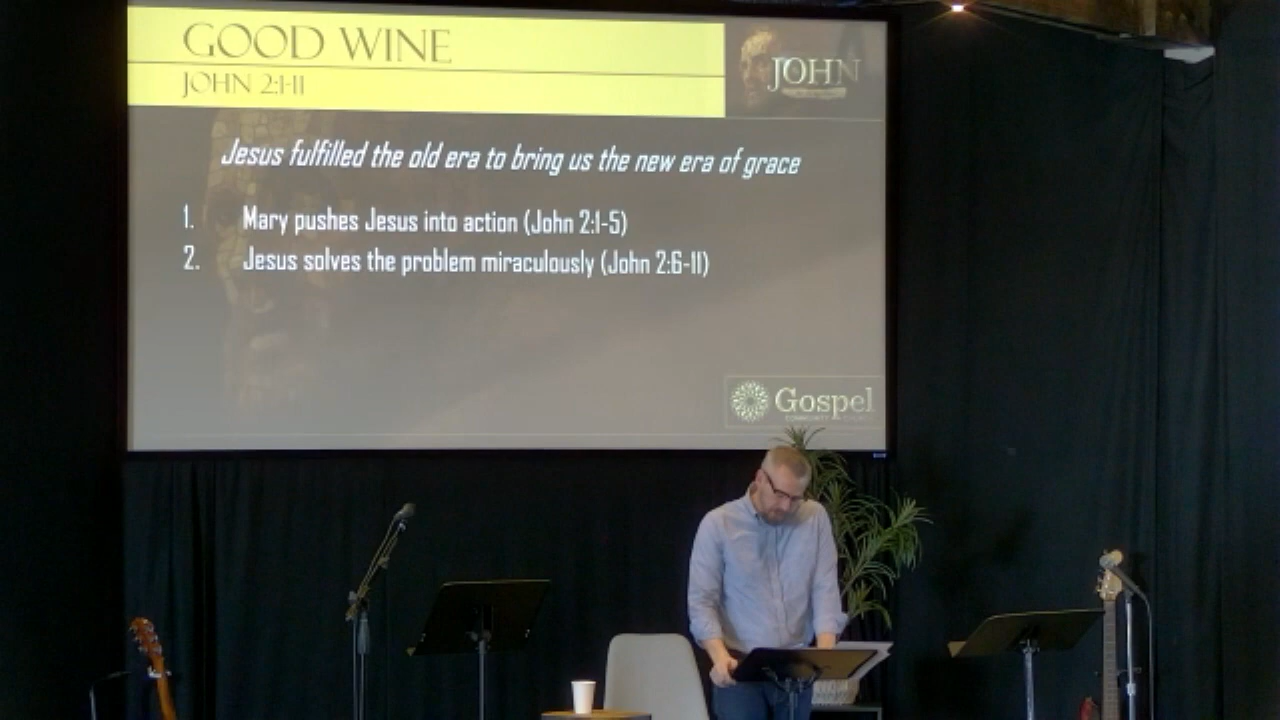 GOOD WINE
JOHN 2:1-11
JOHN
Jesus fulfilled the old era to bring us the new era of grace
1. Mary pushes Jesus into action (John 2:1-5)
2. Jesus solves the problem miraculously (John 2:6-11)
Gospel
COMMUNITY CHURCH